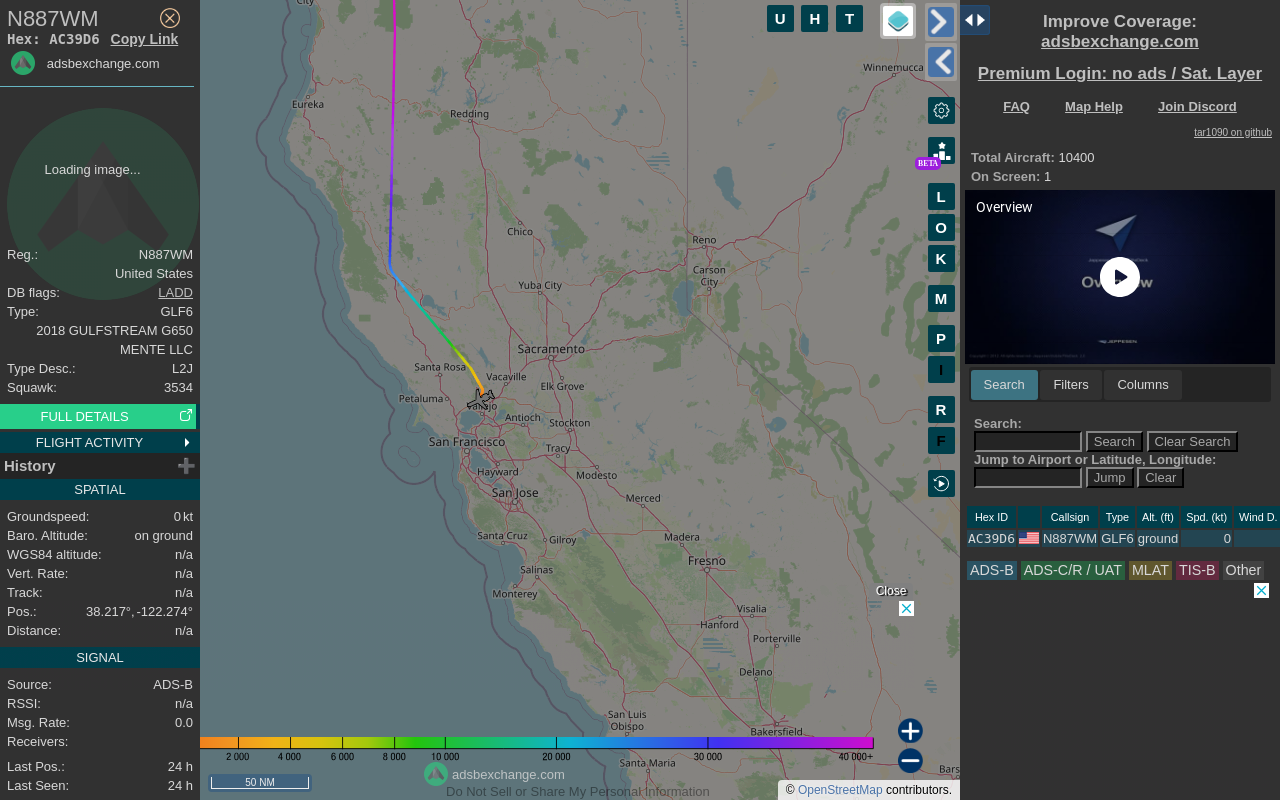 N887WM
Hex: AC39D6 Copy Link
adsbexchange.com
Loading image...
Reg.: N887WM
United States
DB flags: LADD
Type: GLF6
2018 GULFSTREAM G650
MENTE LLC
Type Desc.: L2J
Squawk: 3534
FULL DETAILS
FLIGHT ACTIVITY
History
SPATIAL
Groundspeed: 0 kt
Baro. Altitude: on ground
WGS84 altitude: n/a
Vert. Rate: n/a
Track: n/a
Pos.: 38.217°, -122.274°
Distance: n/a
SIGNAL
Source: ADS-B
RSSI: n/a
Msg. Rate: 0.0
Receivers:
Last Pos.: 24 h
Last Seen: 24 h
City
U H T
Winnemucca
Eureka
Redding
BETA
L
O
K
M
P
I
R
F
Chico
Reno
Carson
City
Yuba City
Sacramento
Santa Rosa
Vacaville
Elk Grove
Petaluma
Vallejo
Antioch
Stockton
San Francisco
Tracy
Hayward
Modesto
San Jose
Merced
Santa Cruz
Gilroy
Madera
Fresno
Salinas
Monterey
Close
Visalia
Hanford
Porterville
Delano
San Luis
Obispo
Bakersfield
Santa Maria
Bars
2 000 4 000 6 000 8 000 10 000 20 000 30 000 40 000+
50 NM
adsbexchange.com
Do Not Sell or Share My Personal Information
© OpenStreetMap contributors.
Improve Coverage:
adsbexchange.com
Premium Login: no ads / Sat. Layer
FAQ Map Help Join Discord
tar1090 on github
Total Aircraft: 10400
On Screen: 1
Overview
Overview
JEPPESEN
Search Filters Columns
Search:
Search Clear Search
Jump to Airport or Latitude, Longitude:
Jump Clear
Hex ID Callsign Type Alt. (ft) Spd. (kt) Wind D.
AC39D6 N887WM GLF6 ground 0
ADS-B ADS-C/R / UAT MLAT TIS-B Other